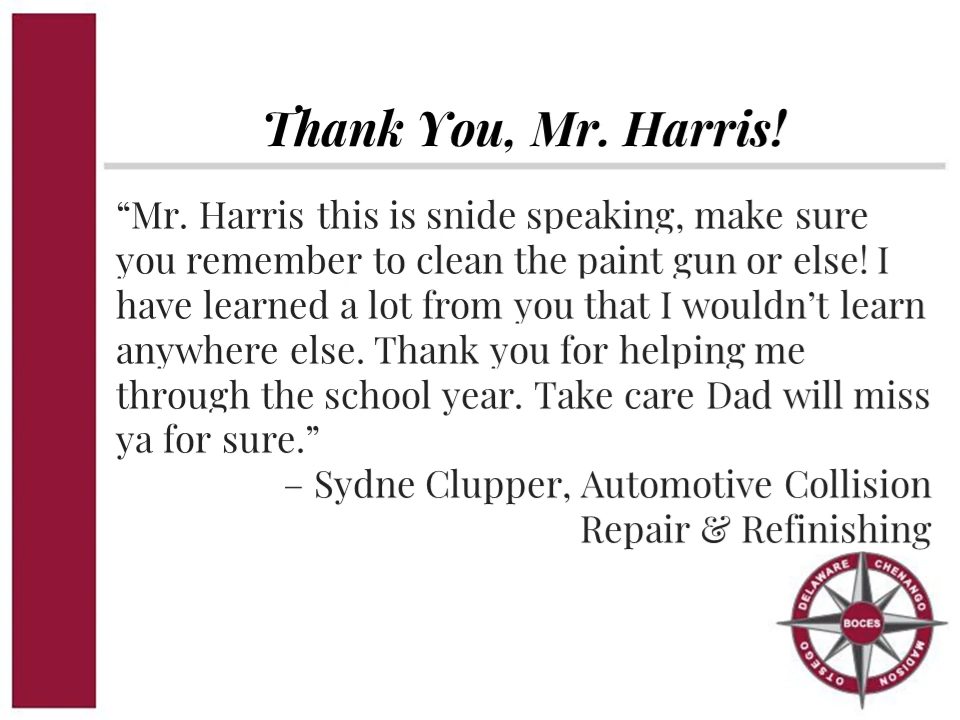 Thank You, Mr. Harris!
“Mr. Harris this is snide speaking, make sure
you remember to clean the paint gun or else! I
have learned a lot from you that I wouldn’t learn
anywhere else. Thank you for helping me
through the school year. Take care Dad will miss
ya for sure.”
– Sydne Clupper, Automotive Collision
Repair & Refinishing
DELAWARE CHENANGO
BOCES
OTSEGO MADISON